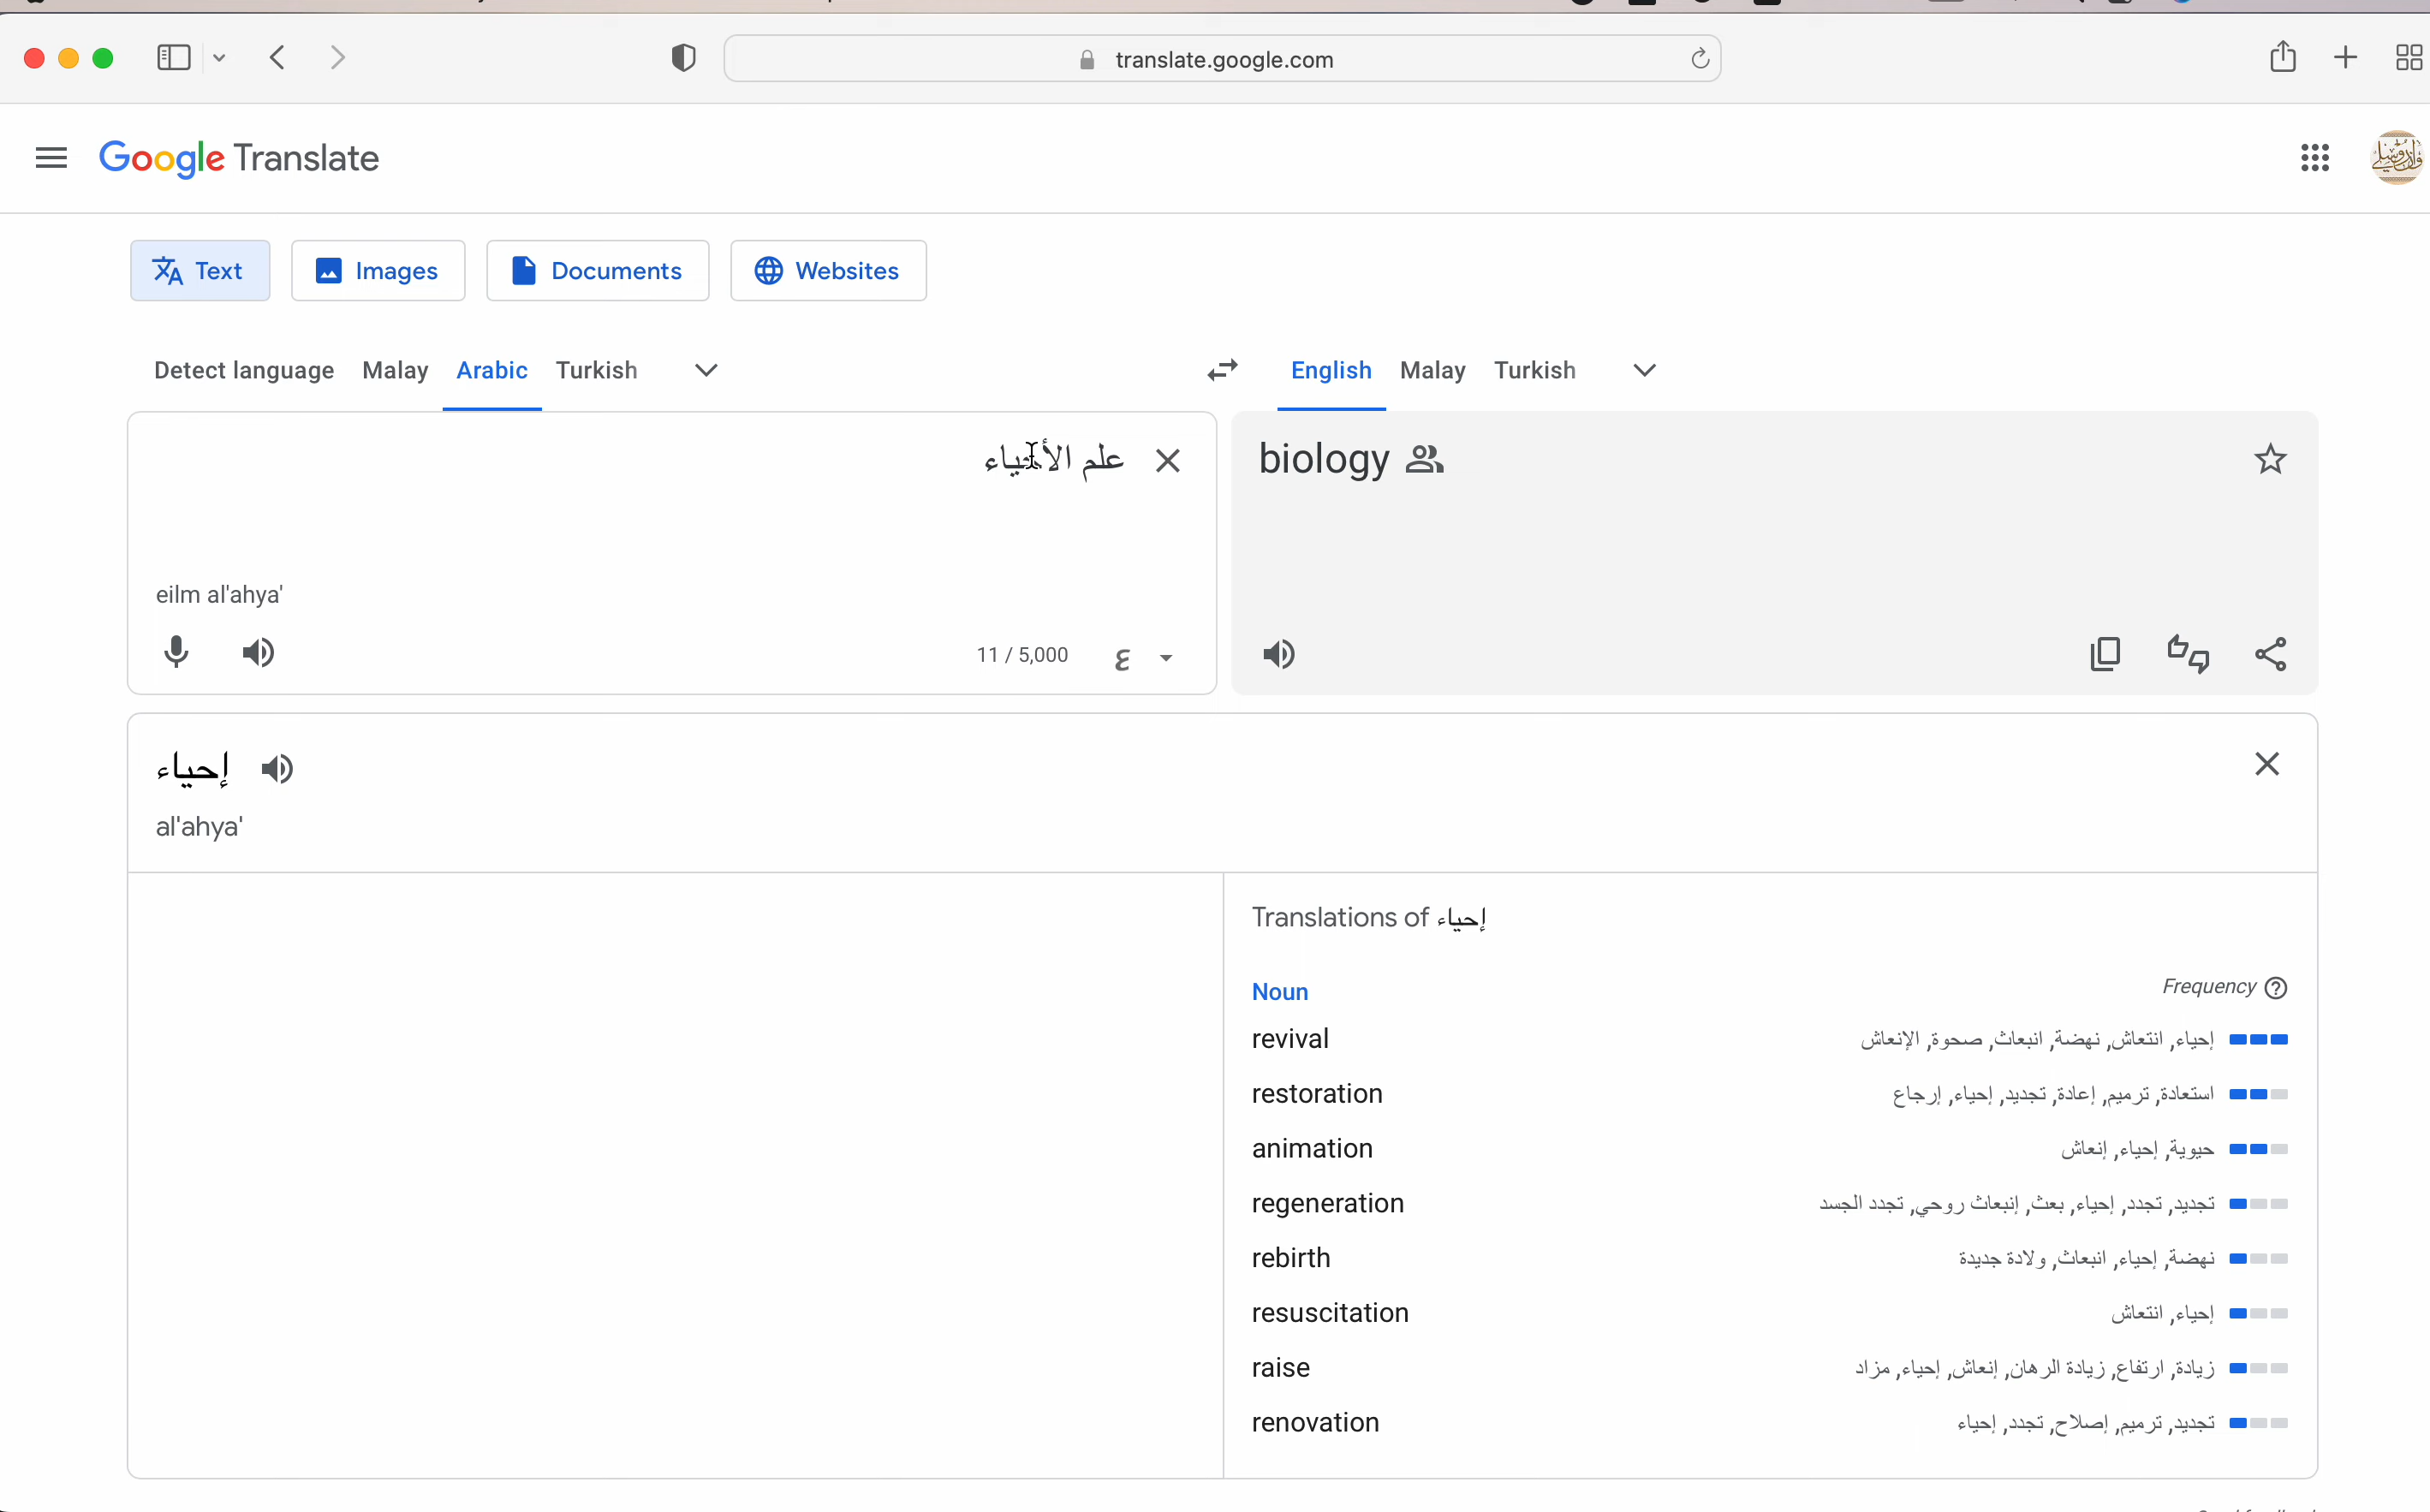 translate.google.com
Google Translate
Text Images Documents Websites
Detect language Malay Arabic Turkish
English Malay Turkish
علم الأحياء
biology
eilm al'ahya'
11 / 5,000
ع
إحياء
al'ahya'
Translations of إحياء
Noun Frequency
revival إحياء, انتعاش, نهضة, انبعاث, صحوة, الإنعاش
restoration استعادة, ترميم, إعادة, تجديد, إحياء, إرجاع
animation حيوية, إحياء, إنعاش
regeneration تجديد, تجدد, إحياء, بعث, إنبعاث روحي, تجدد الجسد
rebirth نهضة, إحياء, انبعاث, ولادة جديدة
resuscitation إحياء, انتعاش
raise زيادة, ارتفاع, زيادة الرهان, إنعاش, إحياء, مزاد
renovation تجديد, ترميم, إصلاح, تجدد, إحياء